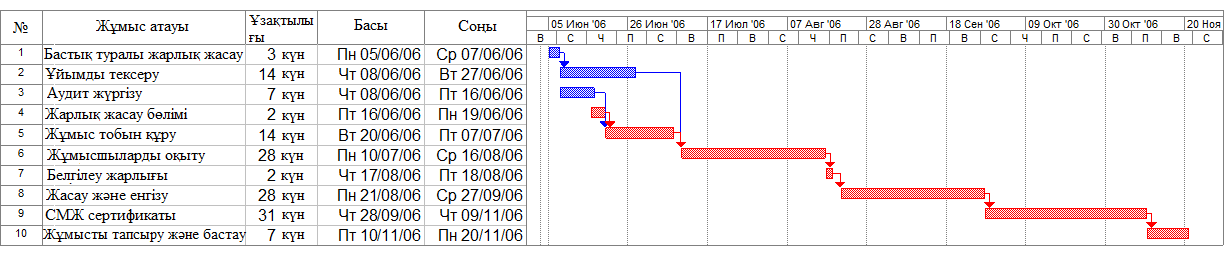 № Жұмыс атауы Ұзақтылығы Басы Соңы 05 Июн '06 26 Июн '06 17 Июл '06 07 Авг '06 28 Авг '06 18 Сен '06 09 Окт '06 30 Окт '06 20 Ноя
В С Ч П С В П С В Ч П С В Ч П В С
1 Бастық туралы жарлық жасау 3 күн Пн 05/06/06 Ср 07/06/06
2 Ұйымды тексеру 14 күн Чт 08/06/06 Вт 27/06/06
3 Аудит жүргізу 7 күн Чт 08/06/06 Пт 16/06/06
4 Жарлық жасау бөлімі 2 күн Пт 16/06/06 Пн 19/06/06
5 Жұмыс тобын құру 14 күн Вт 20/06/06 Пт 07/07/06
6 Жұмысшыларды оқыту 28 күн Пн 10/07/06 Ср 16/08/06
7 Белгілеу жарлығы 2 күн Чт 17/08/06 Пт 18/08/06
8 Жасау және енгізу 28 күн Пн 21/08/06 Ср 27/09/06
9 СМЖ сертификаты 31 күн Чт 28/09/06 Чт 09/11/06
10 Жұмысты тапсыру және бастау 7 күн Пт 10/11/06 Пн 20/11/06